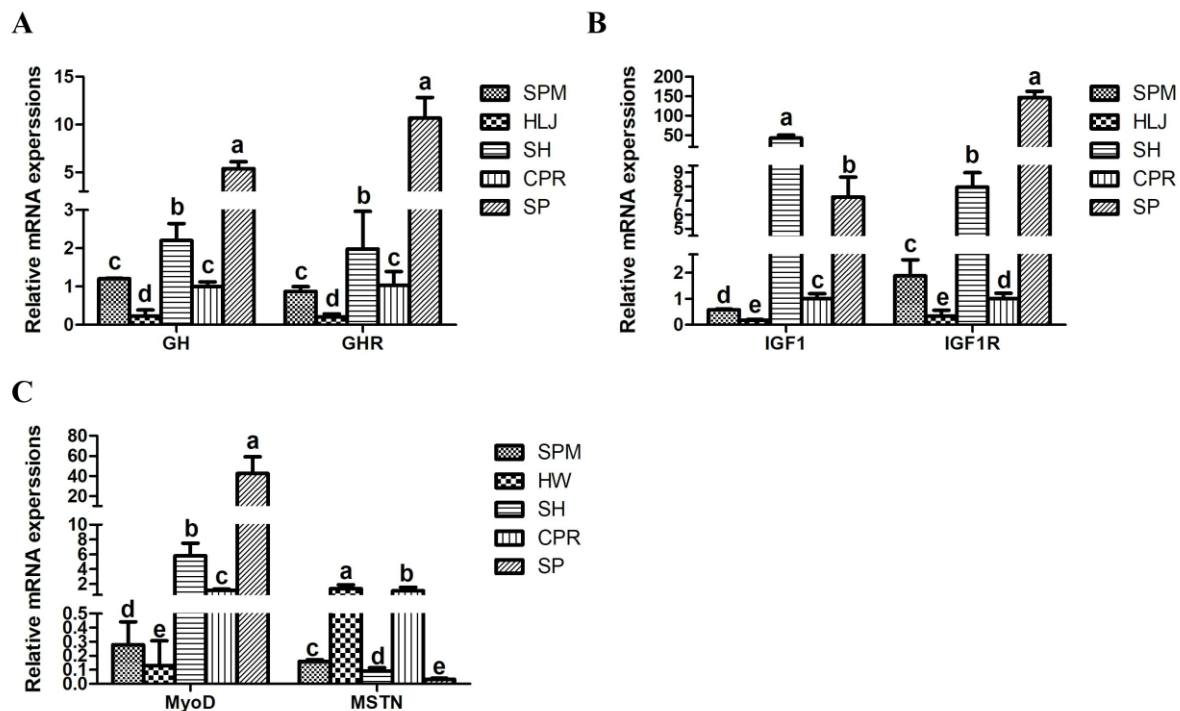 A
Relative mRNA experssions
15
10
5
3
2
1
0
c
d
b
c
a
c
d
b
c
a
GH
GHR
SPM
HLJ
SH
CPR
SP
B
Relative mRNA experssions
200
150
100
50
9
8
7
6
5
2
1
0
d
e
a
c
b
c
e
b
d
a
IGF1
IGF1R
SPM
HLJ
SH
CPR
SP
C
Relative mRNA experssions
80
60
40
20
10
8
6
4
2
0.5
0.4
0.3
0.2
0.1
0.0
d
e
b
c
a
c
a
d
b
e
MyoD
MSTN
SPM
HW
SH
CPR
SP